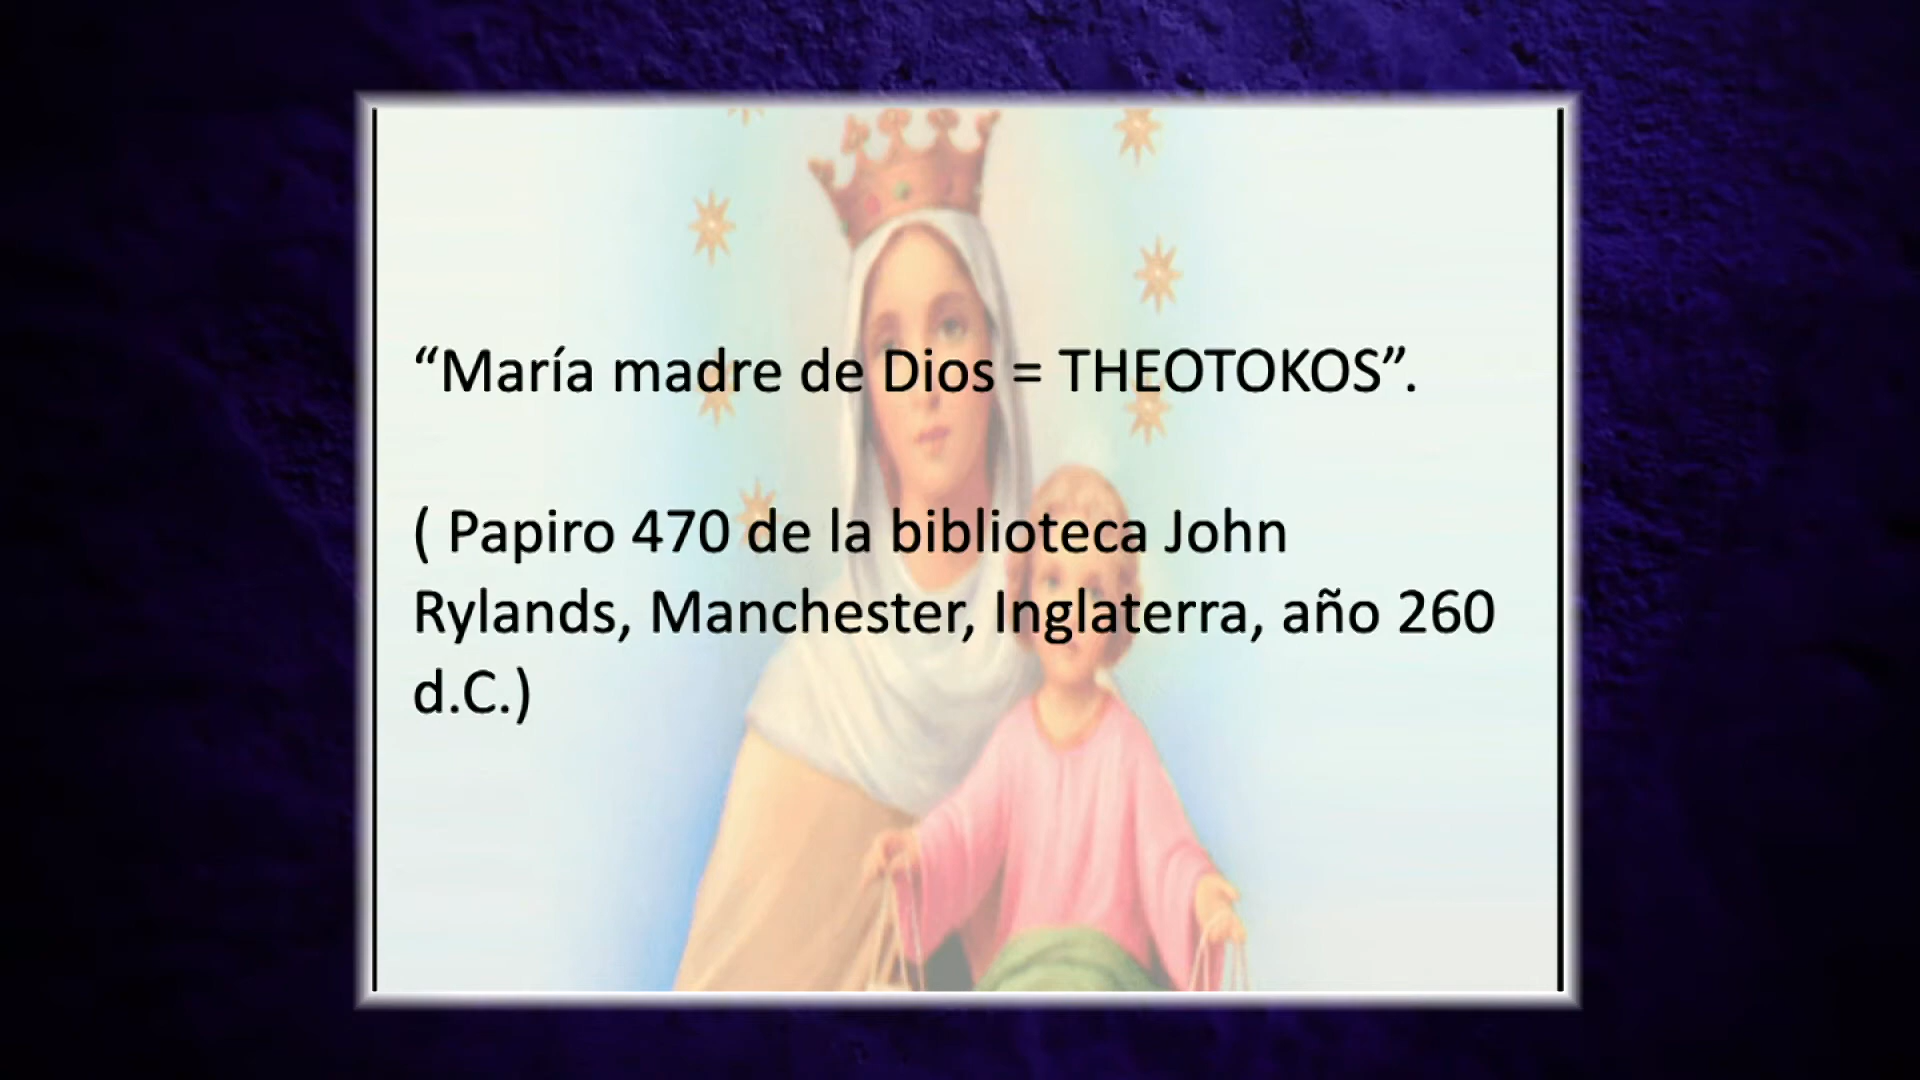 “María madre de Dios = THEOTOKOS”.
( Papiro 470 de la biblioteca John
Rylands, Manchester, Inglaterra, año 260
d.C.)